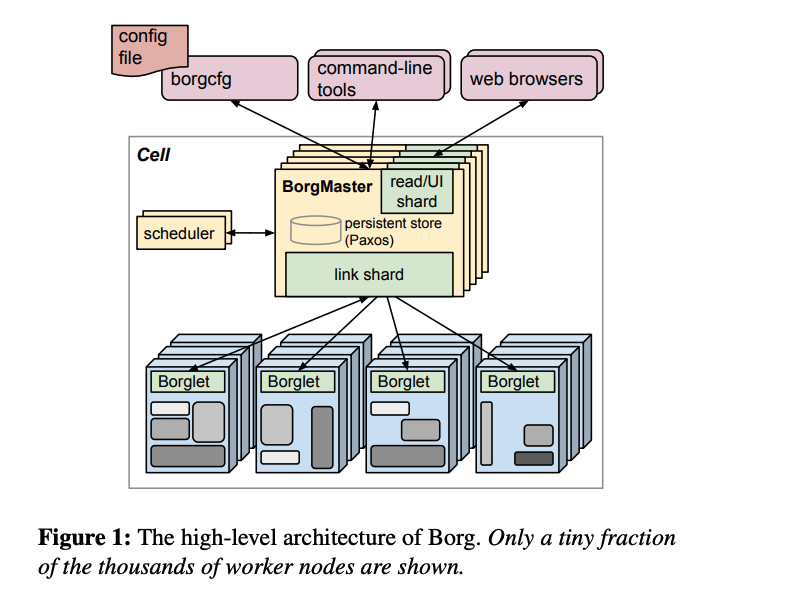 config
file
borgcfg
command-line
tools
web browsers
Cell
BorgMaster
read/UI
shard
persistent store
(Paxos)
scheduler
link shard
Borglet
Borglet
Borglet
Borglet
Figure 1: The high-level architecture of Borg. Only a tiny fraction
of the thousands of worker nodes are shown.